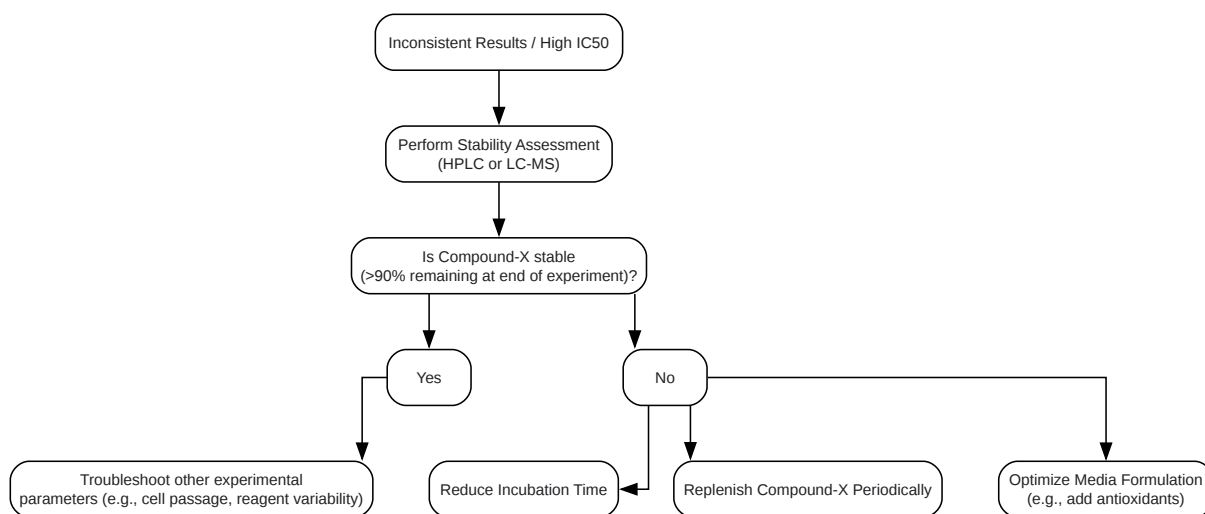 Inconsistent Results / High IC50
Perform Stability Assessment
(HPLC or LC-MS)
Is Compound-X stable
(>90% remaining at end of experiment)?
Yes
No
Troubleshoot other experimental
parameters (e.g., cell passage, reagent variability)
Reduce Incubation Time
Replenish Compound-X Periodically
Optimize Media Formulation
(e.g., add antioxidants)